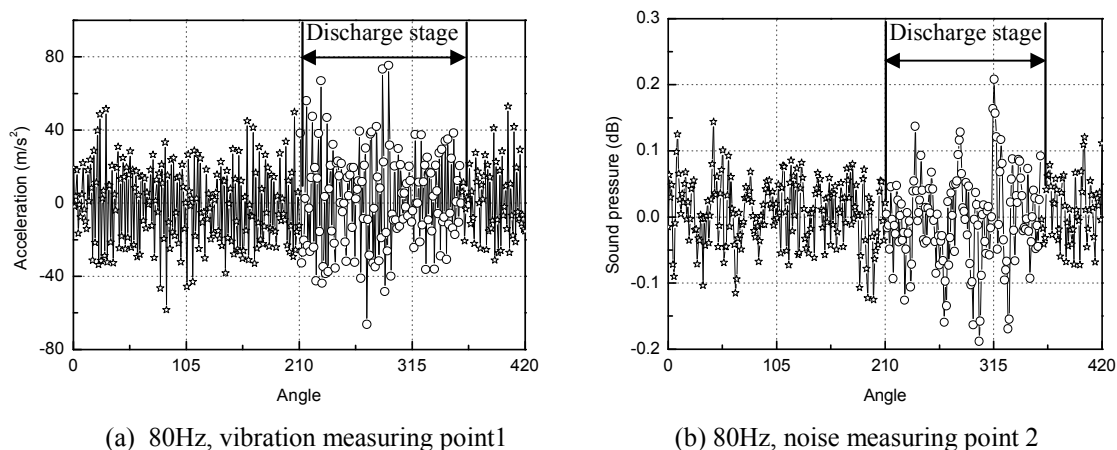 Discharge stage
80
40
0
-40
-80
Acceleration (m/s²)
0 105 210 315 420
Angle
(a) 80Hz, vibration measuring point1
Discharge stage
0.3
0.2
0.1
0.0
-0.1
-0.2
Sound pressure (dB)
0 105 210 315 420
Angle
(b) 80Hz, noise measuring point 2